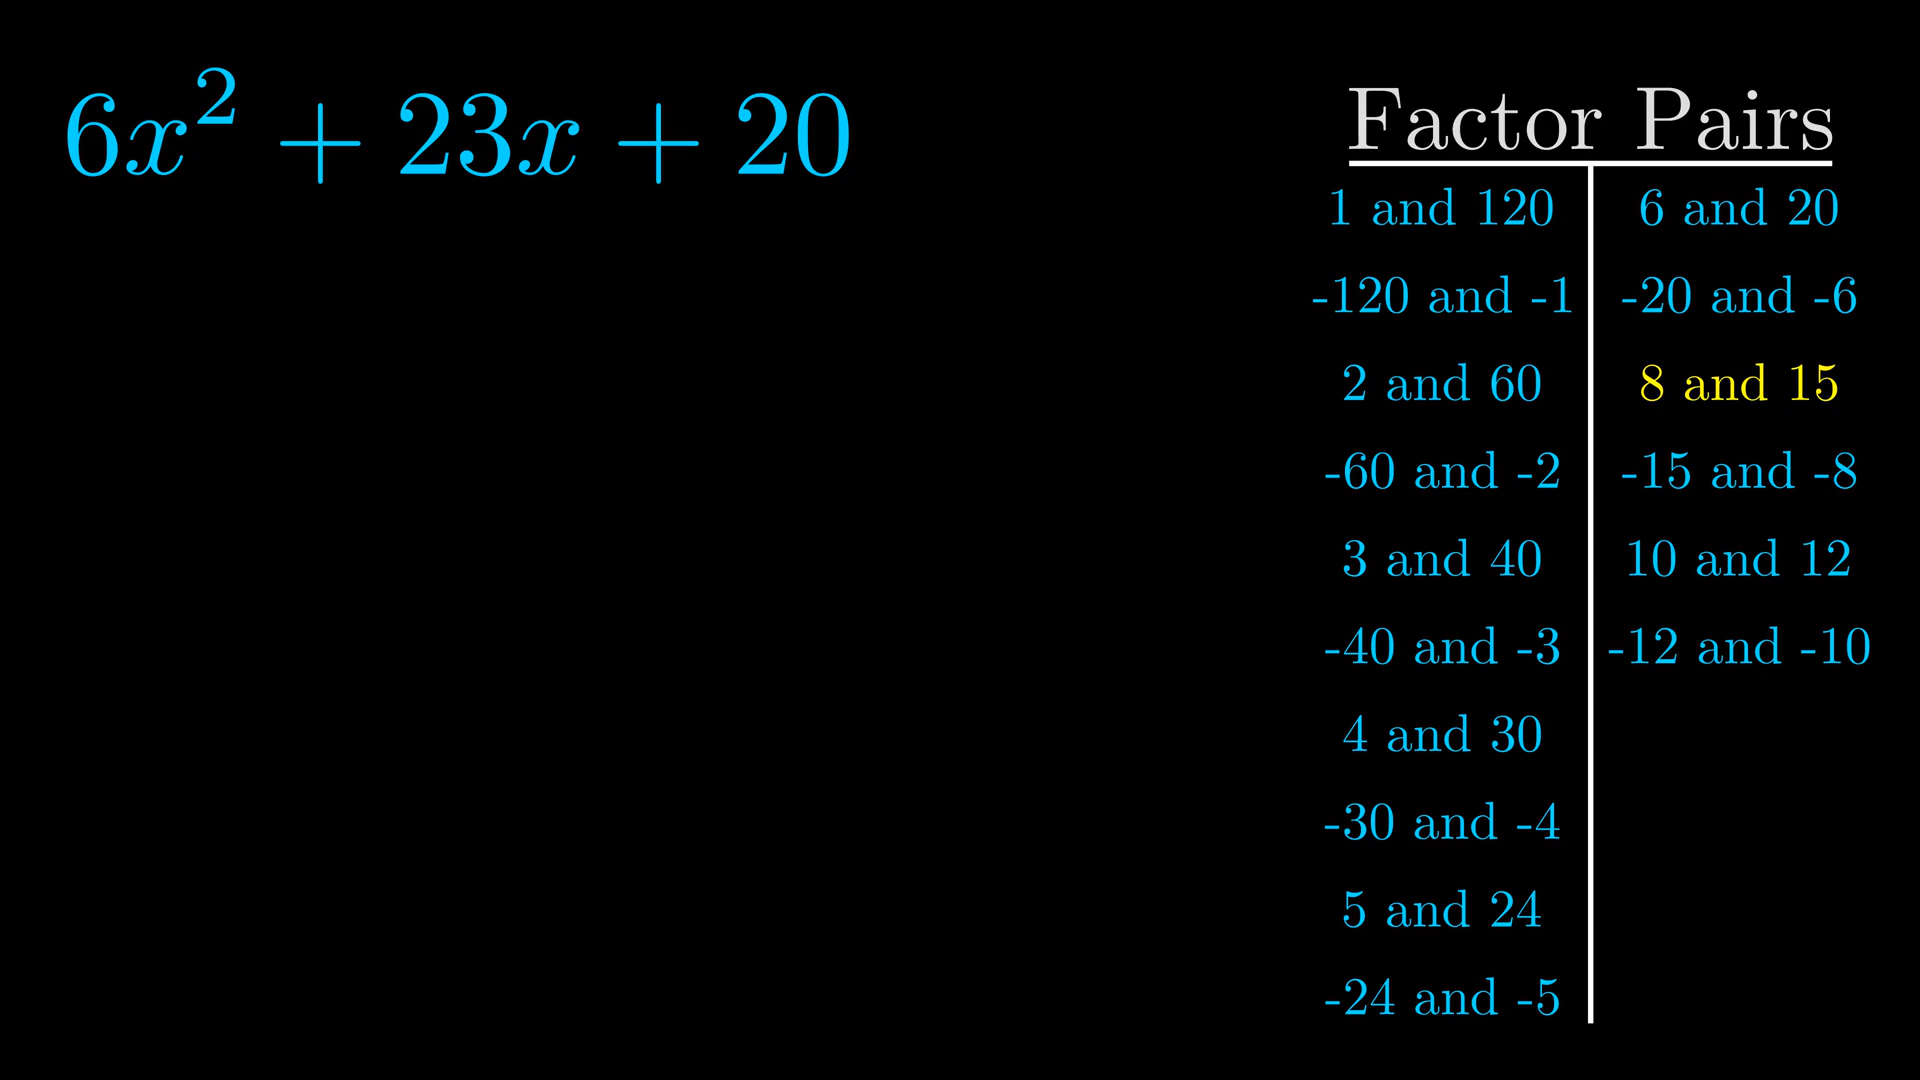 6x² + 23x + 20
Factor Pairs
1 and 120
-120 and -1
2 and 60
-60 and -2
3 and 40
-40 and -3
4 and 30
-30 and -4
5 and 24
-24 and -5
6 and 20
-20 and -6
8 and 15
-15 and -8
10 and 12
-12 and -10